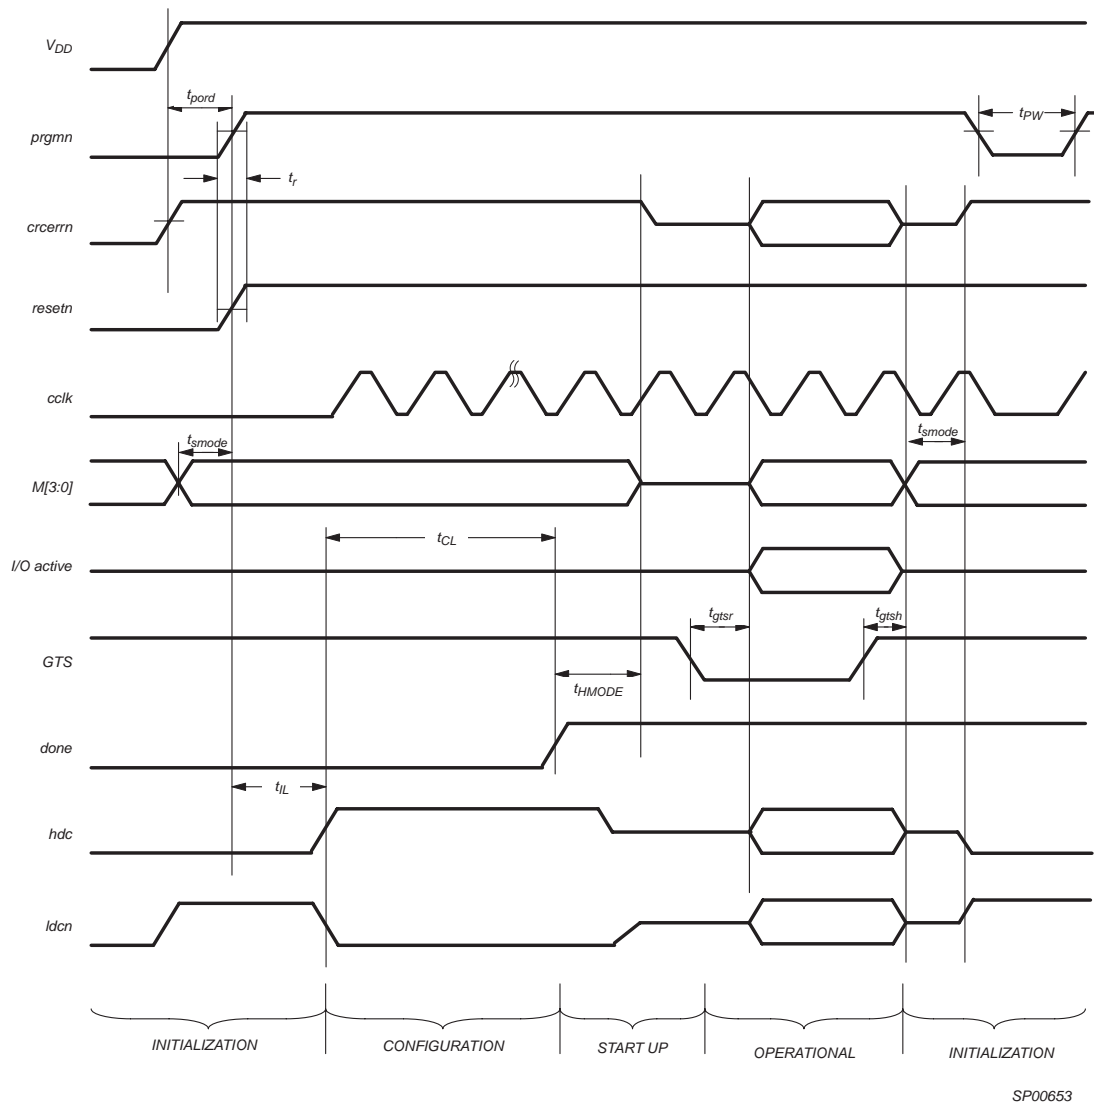 VDD
tpord
prgmn
tPW
tr
crcerrn
resetn
cclk
tsmode
tsmode
M[3:0]
tCL
I/O active
tgtsr
tgtsh
GTS
tHMODE
done
tIL
hdc
ldcn
INITIALIZATION
CONFIGURATION
START UP
OPERATIONAL
INITIALIZATION
SP00653